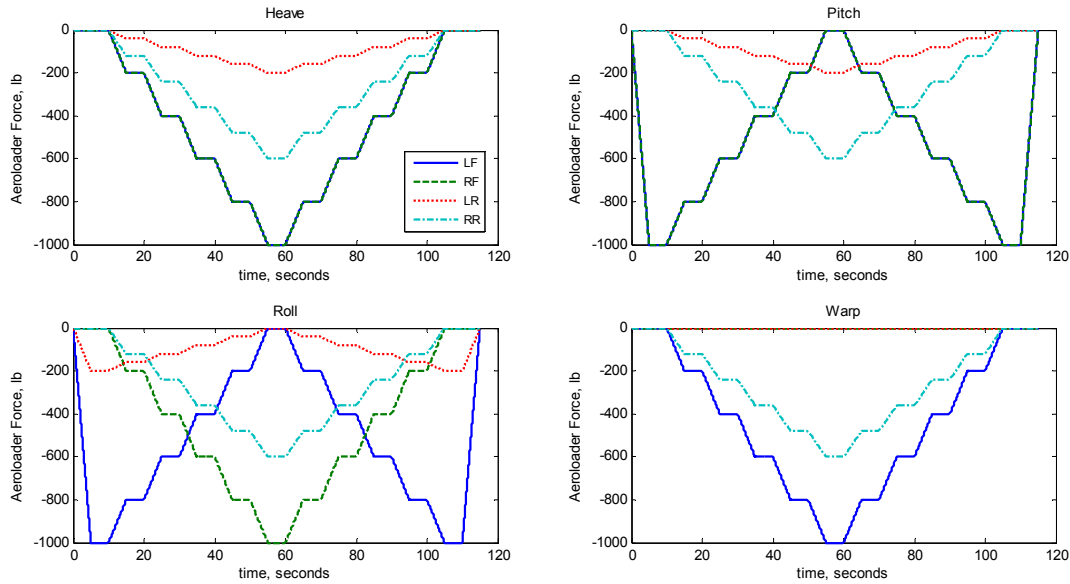 Heave
Aeroloader Force, lb
0
-200
-400
-600
-800
-1000
LF
RF
LR
RR
0 20 40 60 80 100 120
time, seconds
Pitch
Aeroloader Force, lb
0
-200
-400
-600
-800
-1000
0 20 40 60 80 100 120
time, seconds
Roll
Aeroloader Force, lb
0
-200
-400
-600
-800
-1000
0 20 40 60 80 100 120
time, seconds
Warp
Aeroloader Force, lb
0
-200
-400
-600
-800
-1000
0 20 40 60 80 100 120
time, seconds